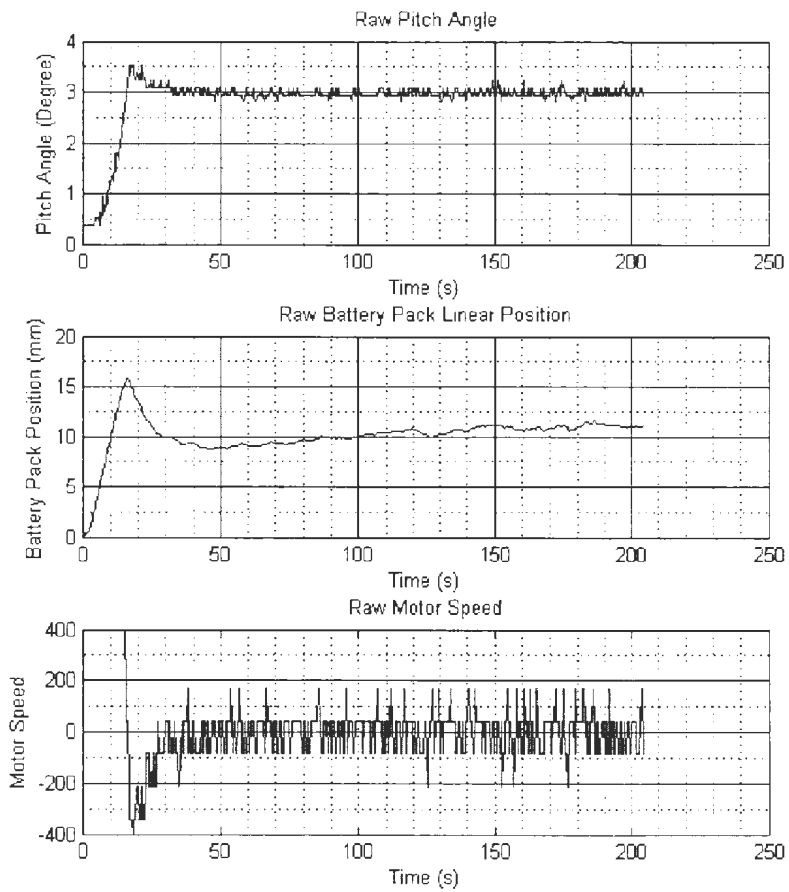 Raw Pitch Angle
Pitch Angle (Degree)
4
3
2
1
0
0 50 100 150 200 250
Time (s)
Raw Battery Pack Linear Position
Battery Pack Position (mm)
20
15
10
5
0
0 50 100 150 200 250
Time (s)
Raw Motor Speed
Motor Speed
400
200
0
-200
-400
0 50 100 150 200 250
Time (s)